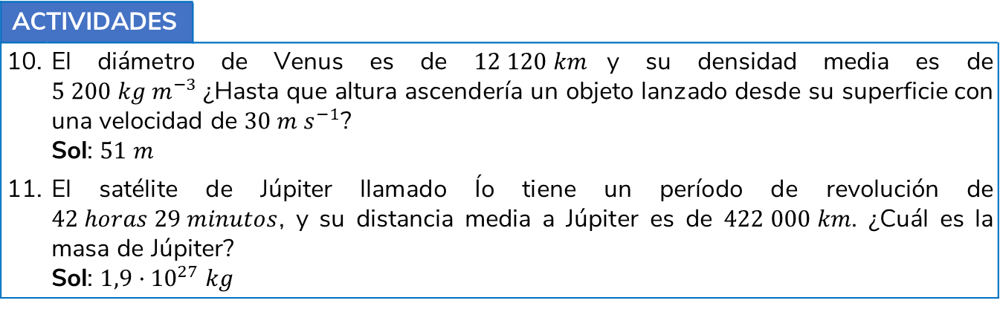 ACTIVIDADES
10. El diámetro de Venus es de 12 120 km y su densidad media es de
5 200 kg m⁻³ ¿Hasta que altura ascendería un objeto lanzado desde su superficie con
una velocidad de 30 m s⁻¹?
Sol: 51 m
11. El satélite de Júpiter llamado Ío tiene un período de revolución de
42 horas 29 minutos, y su distancia media a Júpiter es de 422 000 km. ¿Cuál es la
masa de Júpiter?
Sol: 1,9 · 10²⁷ kg